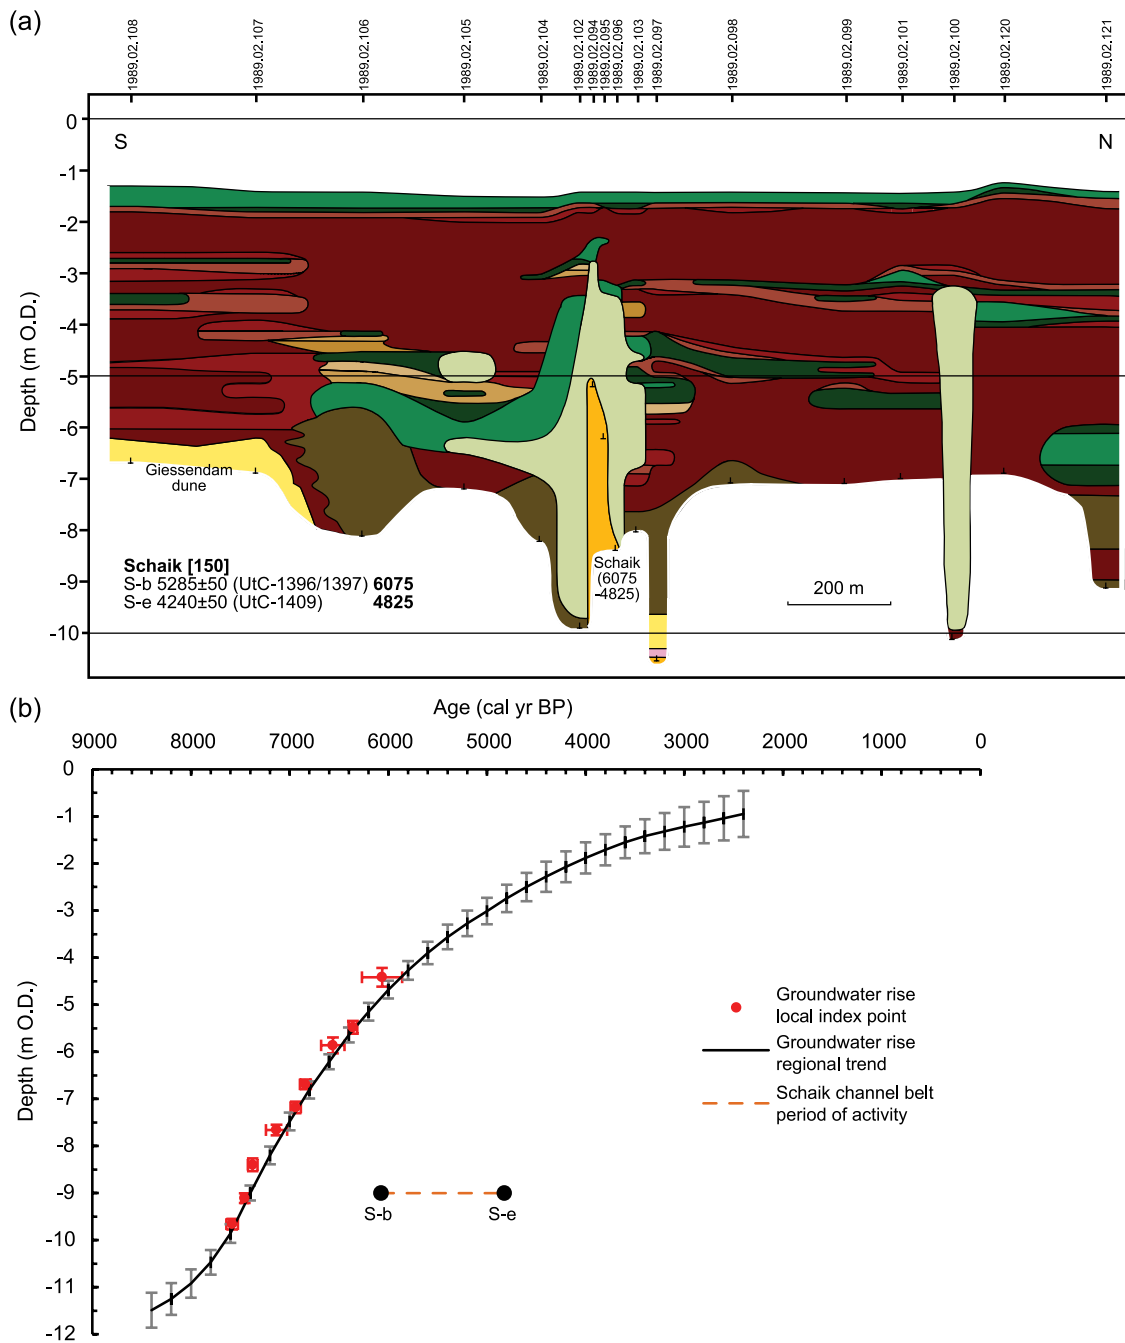 (a)
1989.02.108
1989.02.107
1989.02.106
1989.02.105
1989.02.104
1989.02.102
1989.02.094
1989.02.095
1989.02.096
1989.02.103
1989.02.097
1989.02.098
1989.02.099
1989.02.101
1989.02.100
1989.02.120
1989.02.121
0
S
N
-1
-2
-3
-4
-5
-6
-7
-8
-9
-10
Depth (m O.D.)
Giessendam
dune
Schaik [150]
S-b 5285±50 (UtC-1396/1397) 6075
S-e 4240±50 (UtC-1409) 4825
Schaik
(6075
-4825)
200 m
(b)
Age (cal yr BP)
9000 8000 7000 6000 5000 4000 3000 2000 1000 0
0
-1
-2
-3
-4
-5
-6
-7
-8
-9
-10
-11
-12
Depth (m O.D.)
Groundwater rise
local index point
Groundwater rise
regional trend
Schaik channel belt
period of activity
S-b
S-e